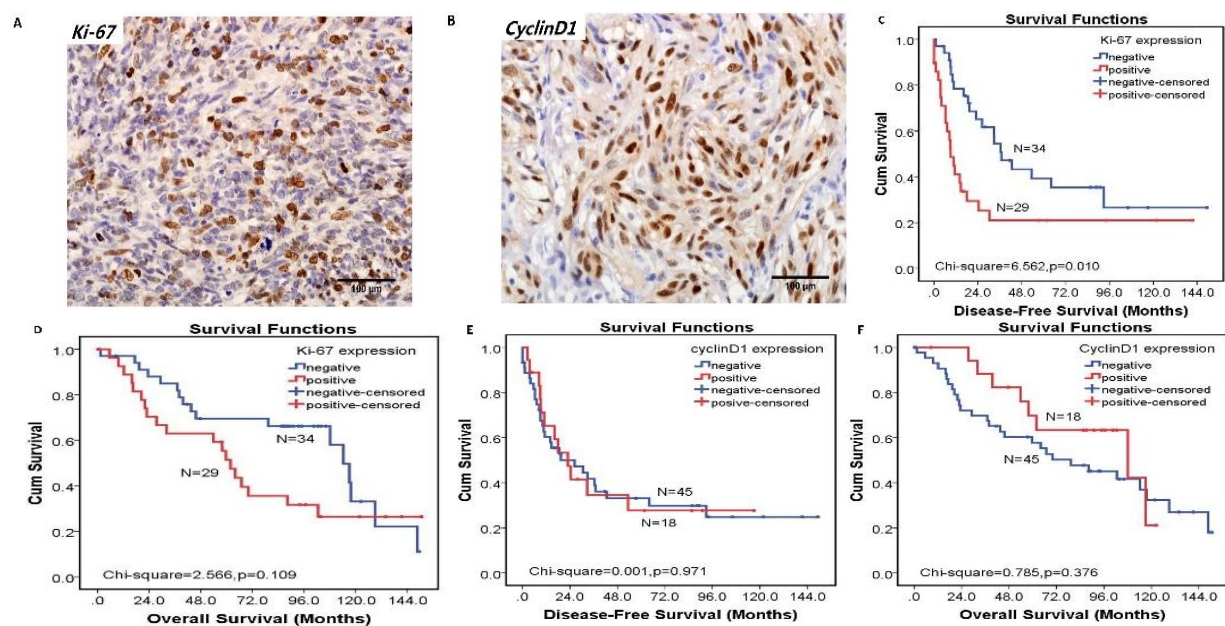 A
Ki-67
100 µm
B
CyclinD1
100 µm
C
Survival Functions
Ki-67 expression
negative
positive
negative-censored
positive-censored
Cum Survival
1.0
0.8
0.6
0.4
0.2
0.0
N=34
N=29
Chi-square=6.562,p=0.010
.0 24.0 48.0 72.0 96.0 120.0 144.0
Disease-Free Survival (Months)
D
Survival Functions
Ki-67 expression
negative
positive
negative-censored
positive-censored
Cum Survival
1.0
0.8
0.6
0.4
0.2
0.0
N=34
N=29
Chi-square=2.566,p=0.109
.0 24.0 48.0 72.0 96.0 120.0 144.0
Overall Survival (Months)
E
Survival Functions
cyclinD1 expression
negative
positive
negative-censored
posive-censored
Cum Survival
1.0
0.8
0.6
0.4
0.2
0.0
N=45
N=18
Chi-square=0.001,p=0.971
.0 24.0 48.0 72.0 96.0 120.0 144.0
Disease-Free Survival (Months)
F
Survival Functions
CyclinD1 expression
negative
positive
negative-censored
positive-censored
Cum Survival
1.0
0.8
0.6
0.4
0.2
0.0
N=18
N=45
Chi-square=0.785,p=0.376
.0 24.0 48.0 72.0 96.0 120.0 144.0
Overall Survival (Months)